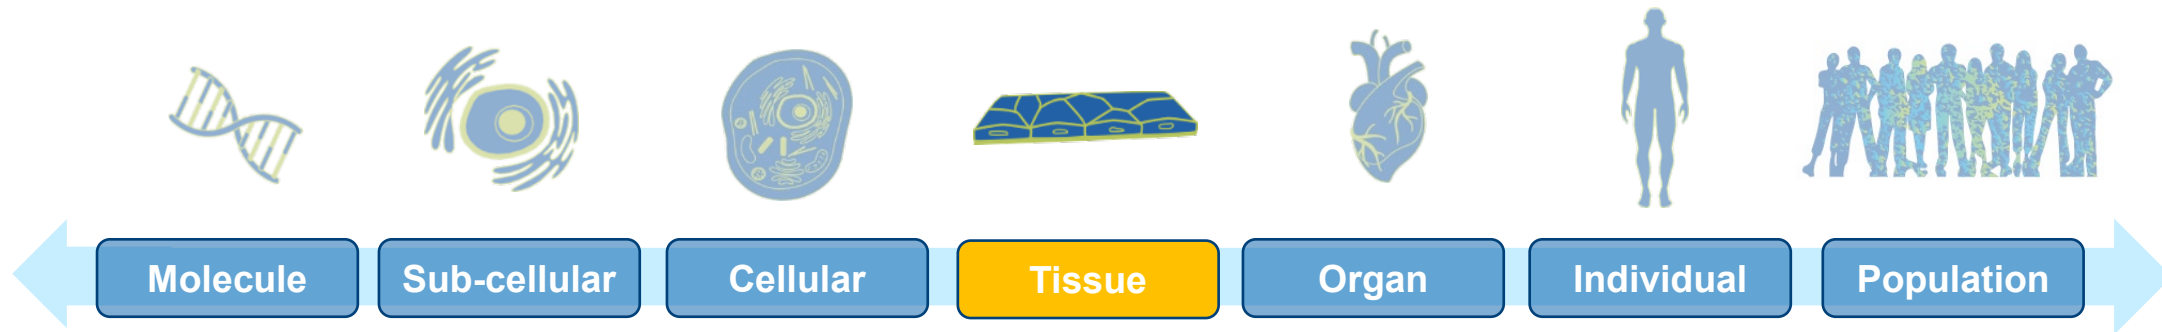 Molecule
Sub-cellular
Cellular
Tissue
Organ
Individual
Population